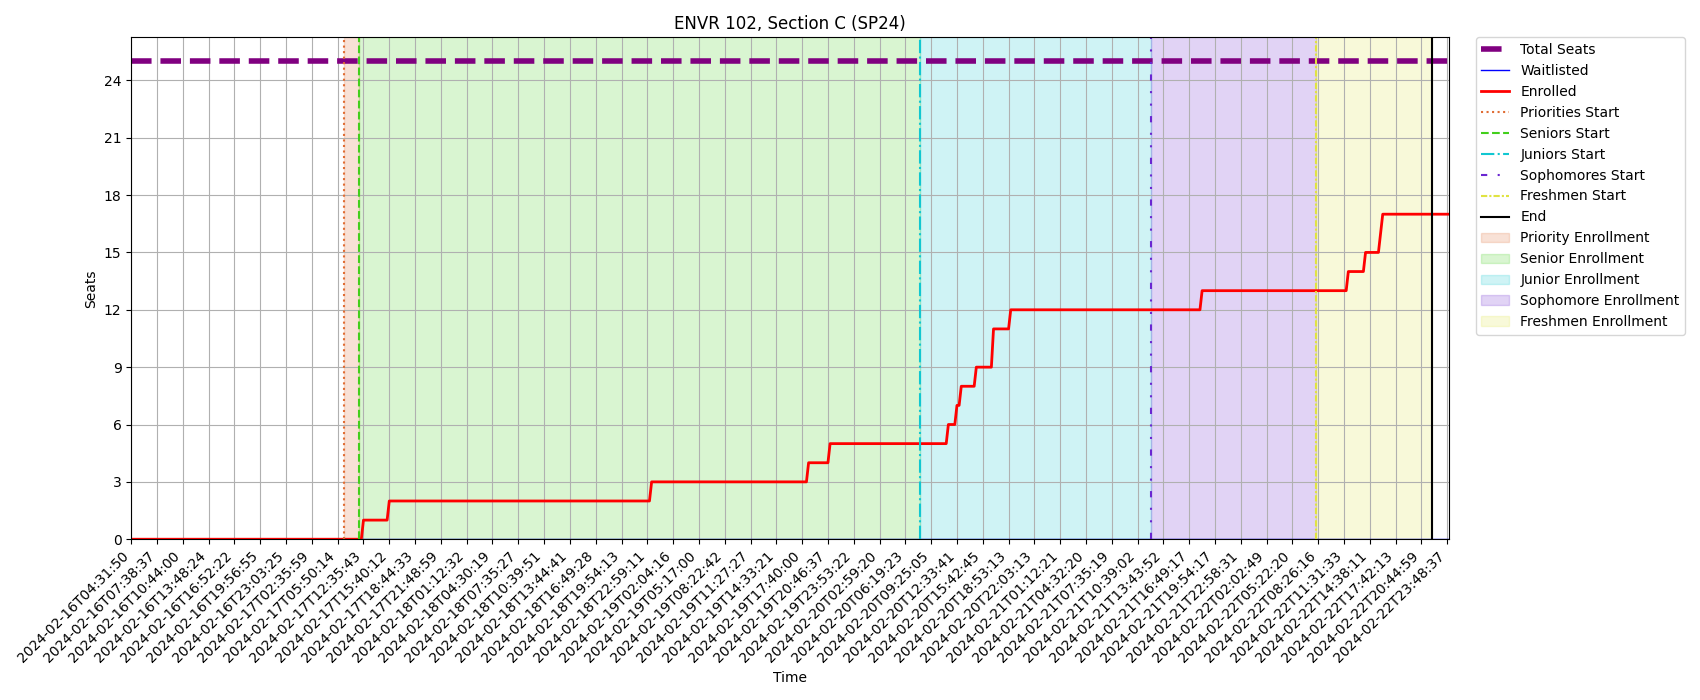 ENVR 102, Section C (SP24)
Total Seats
Waitlisted
Enrolled
Priorities Start
Seniors Start
Juniors Start
Sophomores Start
Freshmen Start
End
Priority Enrollment
Senior Enrollment
Junior Enrollment
Sophomore Enrollment
Freshmen Enrollment
Seats
24
21
18
15
12
9
6
3
0
2024-02-16T04:31:50
2024-02-16T07:38:37
2024-02-16T10:44:00
2024-02-16T13:48:24
2024-02-16T16:52:22
2024-02-16T19:56:55
2024-02-16T23:03:25
2024-02-17T02:35:59
2024-02-17T05:50:14
2024-02-17T12:35:43
2024-02-17T15:40:12
2024-02-17T18:44:33
2024-02-17T21:48:59
2024-02-18T01:12:32
2024-02-18T04:30:19
2024-02-18T07:35:27
2024-02-18T10:39:51
2024-02-18T13:44:41
2024-02-18T16:49:28
2024-02-18T19:54:13
2024-02-18T22:59:11
2024-02-19T02:04:16
2024-02-19T05:17:00
2024-02-19T08:22:42
2024-02-19T11:27:27
2024-02-19T14:33:21
2024-02-19T17:40:00
2024-02-19T20:46:37
2024-02-19T23:53:22
2024-02-20T02:59:20
2024-02-20T06:19:23
2024-02-20T09:25:05
2024-02-20T12:33:41
2024-02-20T15:42:45
2024-02-20T18:53:13
2024-02-20T22:03:13
2024-02-21T01:12:21
2024-02-21T04:32:20
2024-02-21T07:35:19
2024-02-21T10:39:02
2024-02-21T13:43:52
2024-02-21T16:49:17
2024-02-21T19:54:17
2024-02-21T22:58:31
2024-02-22T02:02:49
2024-02-22T05:22:20
2024-02-22T08:26:16
2024-02-22T11:31:33
2024-02-22T14:38:11
2024-02-22T17:42:13
2024-02-22T20:44:59
2024-02-22T23:48:37
Time